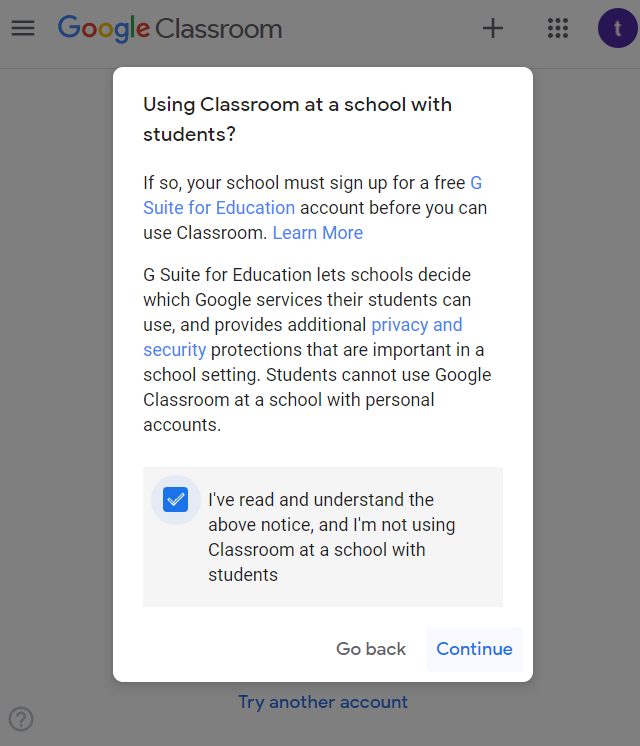 Google Classroom
t
Using Classroom at a school with
students?
If so, your school must sign up for a free G
Suite for Education account before you can
use Classroom. Learn More
G Suite for Education lets schools decide
which Google services their students can
use, and provides additional privacy and
security protections that are important in a
school setting. Students cannot use Google
Classroom at a school with personal
accounts.
I've read and understand the
above notice, and I'm not using
Classroom at a school with
students
Go back Continue
Try another account
?